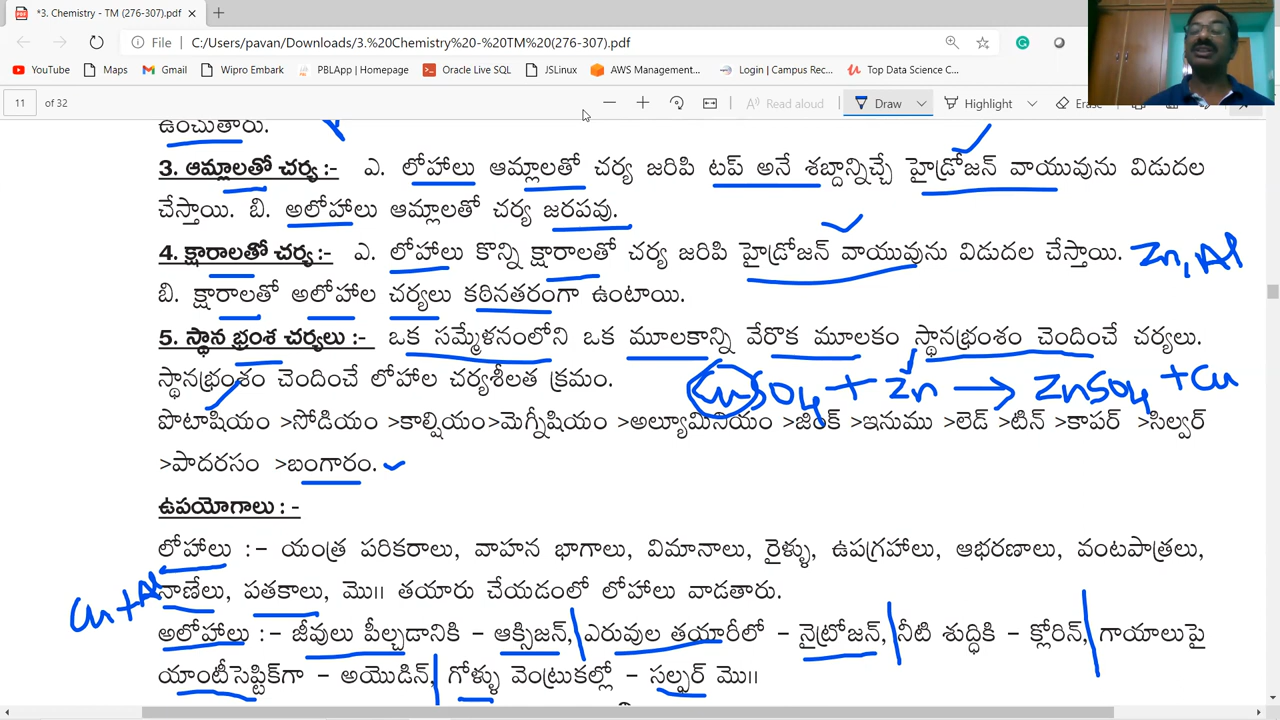 *3. Chemistry - TM (276-307).pdf
File | C:/Users/pavan/Downloads/3.%20Chemistry%20-%20TM%20(276-307).pdf
YouTube Maps Gmail Wipro Embark PBLApp | Homepage Oracle Live SQL JSLinux AWS Management... Login | Campus Rec... Top Data Science C...
11 of 32 Read aloud Draw Highlight Erase
ఉంచుతారు.
3. ఆమ్లాలతో చర్య :- ఎ. లోహాలు ఆమ్లాలతో చర్య జరిపి టప్ అనే శబ్దాన్నిచ్చే హైడ్రోజన్ వాయువును విడుదల
చేస్తాయి. బి. అలోహాలు ఆమ్లాలతో చర్య జరపవు.
4. క్షారాలతో చర్య :- ఎ. లోహాలు కొన్ని క్షారాలతో చర్య జరిపి హైడ్రోజన్ వాయువును విడుదల చేస్తాయి. Zn, Al
బి. క్షారాలతో అలోహాల చర్యలు కఠినతరంగా ఉంటాయి.
5. స్థాన భ్రంశ చర్యలు :- ఒక సమ్మేళనంలోని ఒక మూలకాన్ని వేరొక మూలకం స్థానభ్రంశం చెందించే చర్యలు.
స్థానభ్రంశం చెందించే లోహాల చర్యశీలత క్రమం. CuSO4 + Zn → ZnSO4 + Cu
పొటాషియం >సోడియం >కాల్షియం>మెగ్నీషియం >అల్యూమినియం >జింక్ >ఇనుము >లెడ్ >టిన్ >కాపర్ >సిల్వర్
>పాదరసం >బంగారం.
ఉపయోగాలు : -
లోహాలు :- యంత్ర పరికరాలు, వాహన భాగాలు, విమానాలు, రైళ్ళు, ఉపగ్రహాలు, ఆభరణాలు, వంటపాత్రలు,
Cu + Al నాణేలు, పతకాలు, మొ॥ తయారు చేయడంలో లోహాలు వాడతారు.
అలోహాలు :- జీవులు పీల్చడానికి - ఆక్సిజన్, ఎరువుల తయారీలో - నైట్రోజన్, నీటి శుద్ధికి - క్లోరిన్, గాయాలుపై
యాంటీసెప్టిక్‌గా - అయొడిన్, గోళ్ళు వెంట్రుకల్లో - సల్ఫర్ మొ॥